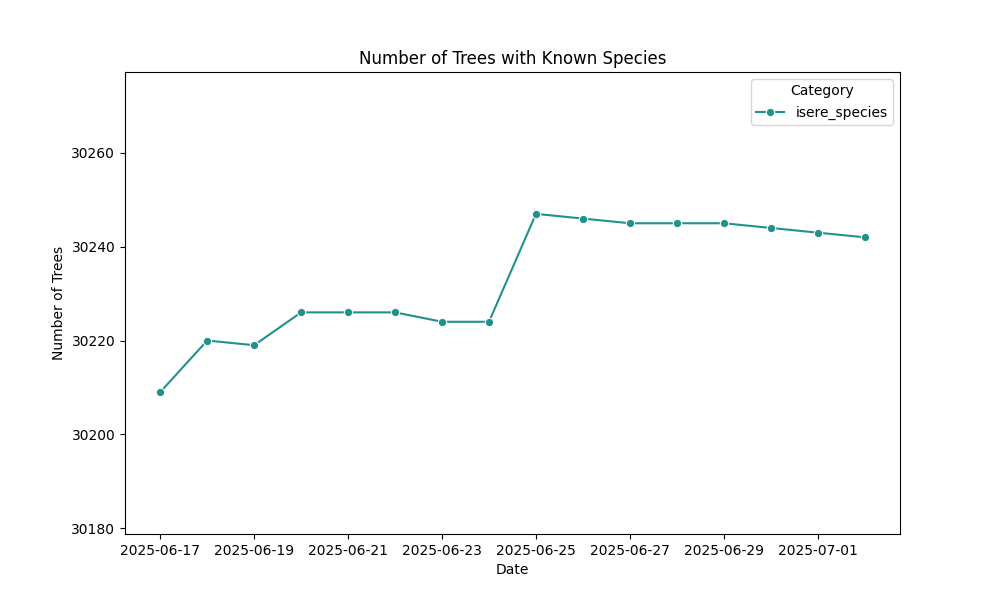 Number of Trees with Known Species
Category
isere_species
Number of Trees
30260
30240
30220
30200
30180
2025-06-17 2025-06-19 2025-06-21 2025-06-23 2025-06-25 2025-06-27 2025-06-29 2025-07-01
Date